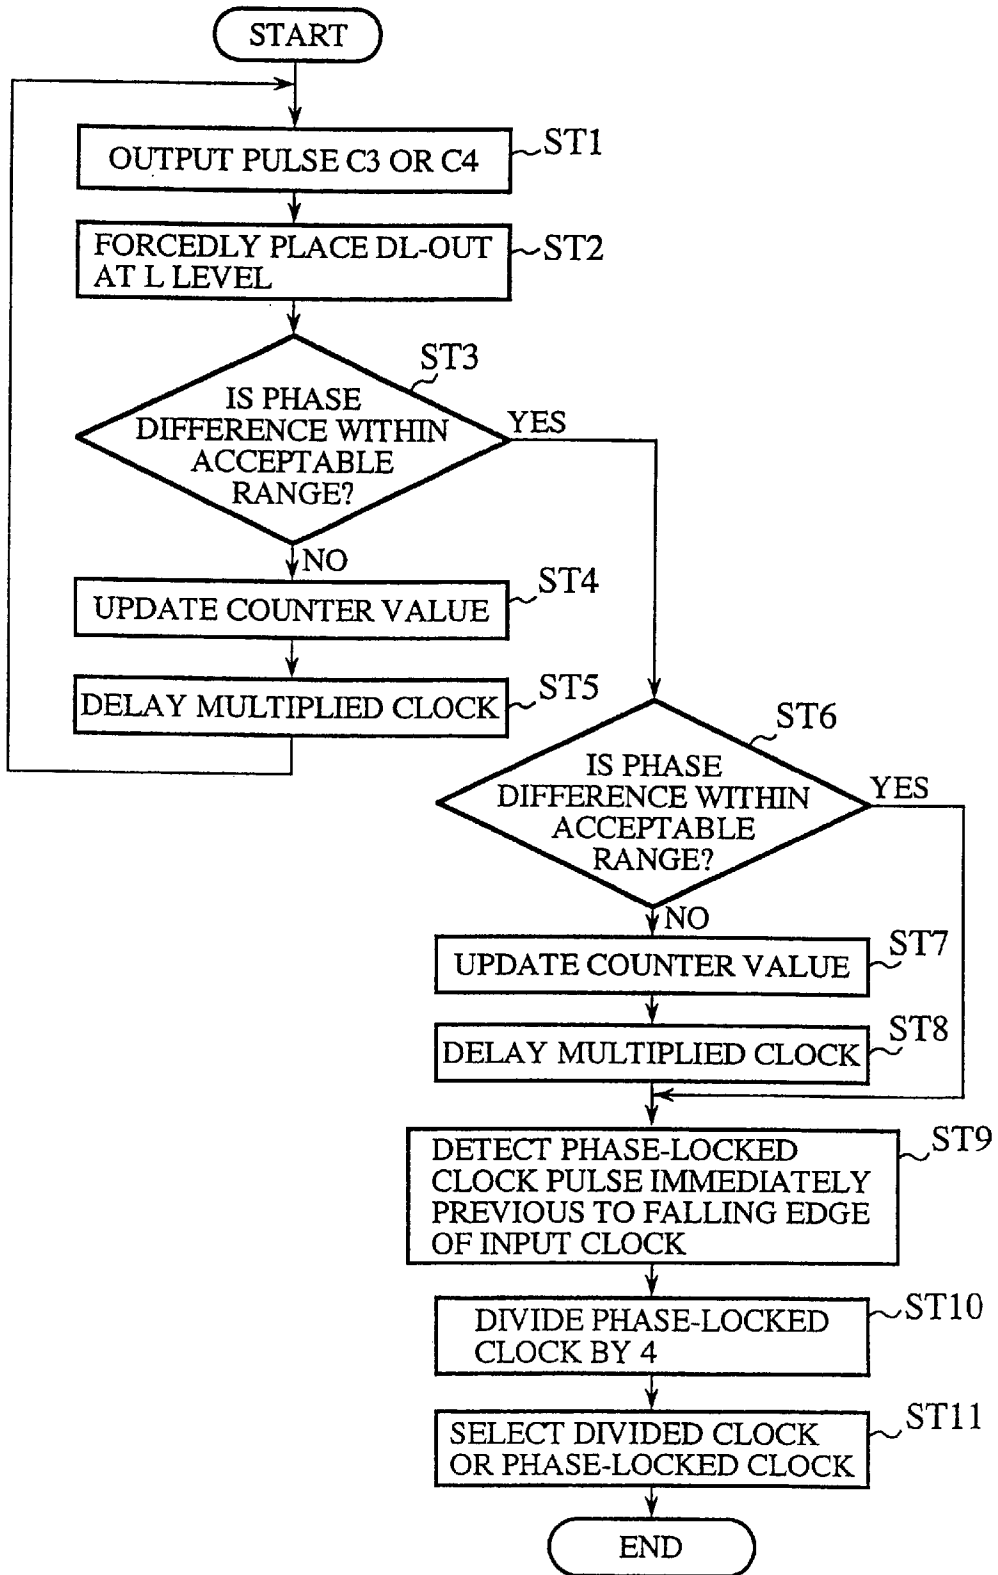 START
OUTPUT PULSE C3 OR C4
ST1
FORCEDLY PLACE DL-OUT
AT L LEVEL
ST2
ST3
IS PHASE
DIFFERENCE WITHIN
ACCEPTABLE
RANGE?
YES
NO
UPDATE COUNTER VALUE
ST4
DELAY MULTIPLIED CLOCK
ST5
ST6
IS PHASE
DIFFERENCE WITHIN
ACCEPTABLE
RANGE?
YES
NO
UPDATE COUNTER VALUE
ST7
DELAY MULTIPLIED CLOCK
ST8
DETECT PHASE-LOCKED
CLOCK PULSE IMMEDIATELY
PREVIOUS TO FALLING EDGE
OF INPUT CLOCK
ST9
DIVIDE PHASE-LOCKED
CLOCK BY 4
ST10
SELECT DIVIDED CLOCK
OR PHASE-LOCKED CLOCK
ST11
END